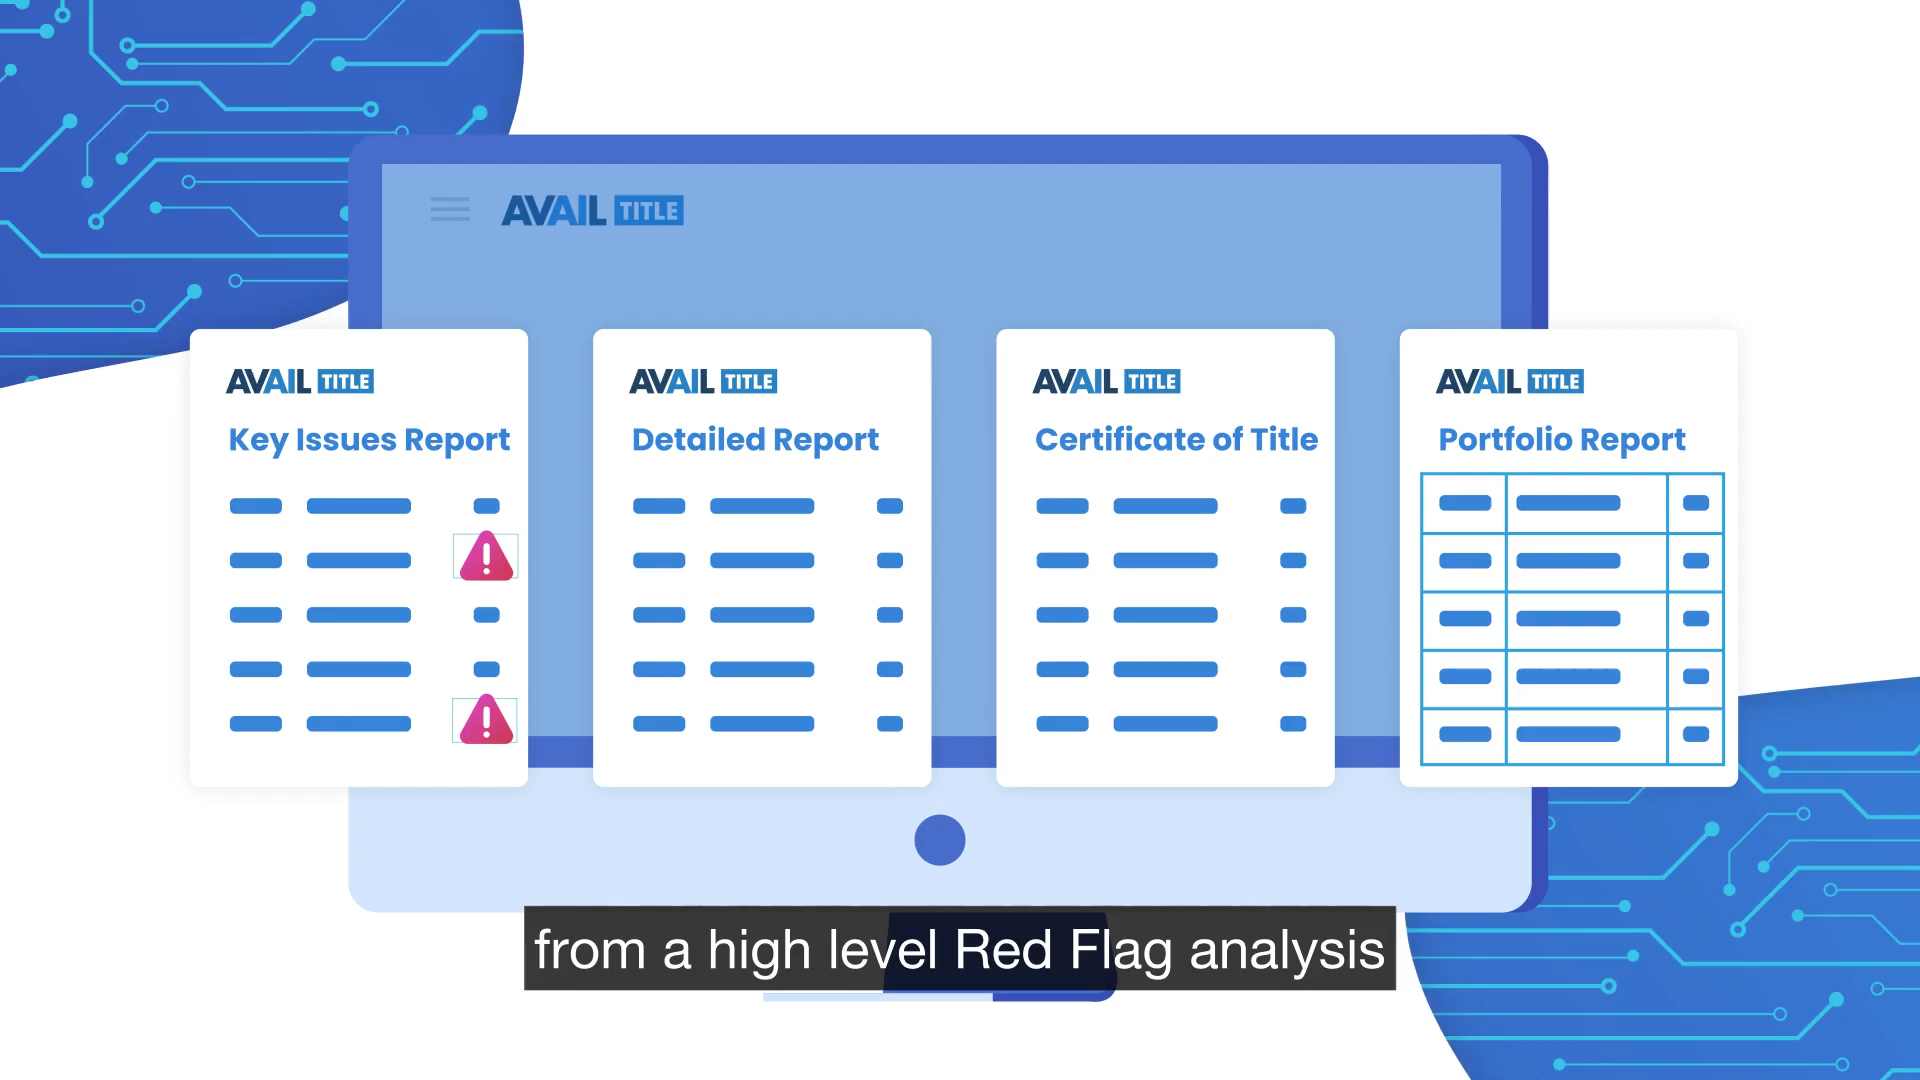 AVAIL TITLE
AVAIL TITLE
Key Issues Report
AVAIL TITLE
Detailed Report
AVAIL TITLE
Certificate of Title
AVAIL TITLE
Portfolio Report
from a high level Red Flag analysis